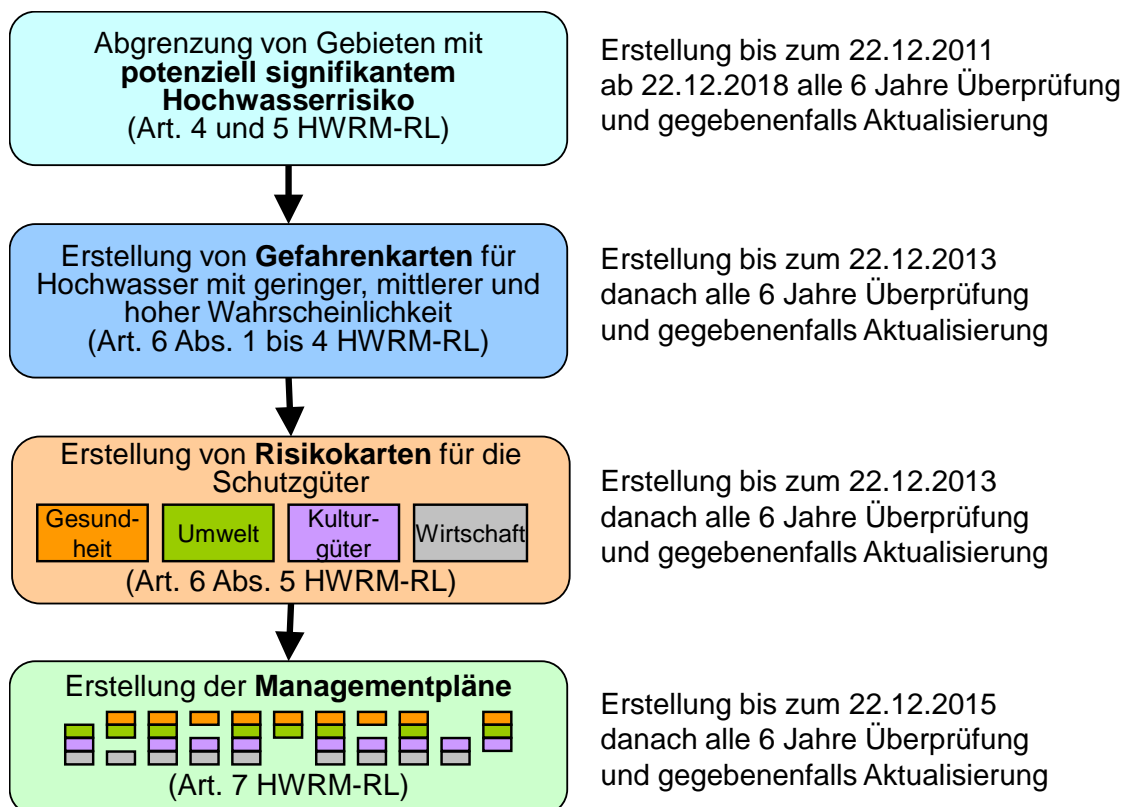 Abgrenzung von Gebieten mit
potenziell signifikantem
Hochwasserrisiko
(Art. 4 und 5 HWRM-RL)
Erstellung bis zum 22.12.2011
ab 22.12.2018 alle 6 Jahre Überprüfung
und gegebenenfalls Aktualisierung
Erstellung von Gefahrenkarten für
Hochwasser mit geringer, mittlerer und
hoher Wahrscheinlichkeit
(Art. 6 Abs. 1 bis 4 HWRM-RL)
Erstellung bis zum 22.12.2013
danach alle 6 Jahre Überprüfung
und gegebenenfalls Aktualisierung
Erstellung von Risikokarten für die
Schutzgüter
Gesund-
heit
Umwelt
Kultur-
güter
Wirtschaft
(Art. 6 Abs. 5 HWRM-RL)
Erstellung bis zum 22.12.2013
danach alle 6 Jahre Überprüfung
und gegebenenfalls Aktualisierung
Erstellung der Managementpläne
(Art. 7 HWRM-RL)
Erstellung bis zum 22.12.2015
danach alle 6 Jahre Überprüfung
und gegebenenfalls Aktualisierung